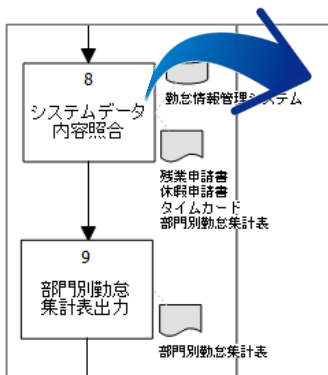 8
システムデータ
内容照合
勤怠情報管理システム
残業申請書
休暇申請書
タイムカード
部門別勤怠集計表
9
部門別勤怠
集計表出力
部門別勤怠集計表